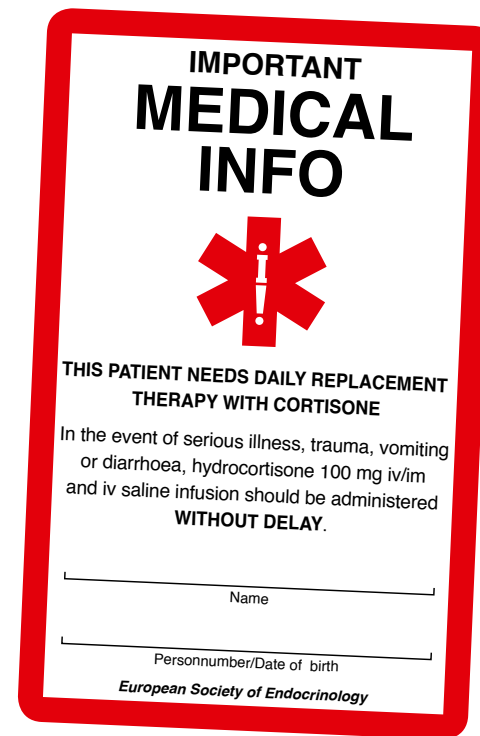 IMPORTANT
MEDICAL
INFO
THIS PATIENT NEEDS DAILY REPLACEMENT
THERAPY WITH CORTISONE
In the event of serious illness, trauma, vomiting
or diarrhoea, hydrocortisone 100 mg iv/im
and iv saline infusion should be administered
WITHOUT DELAY.
Name
Personnumber/Date of birth
European Society of Endocrinology